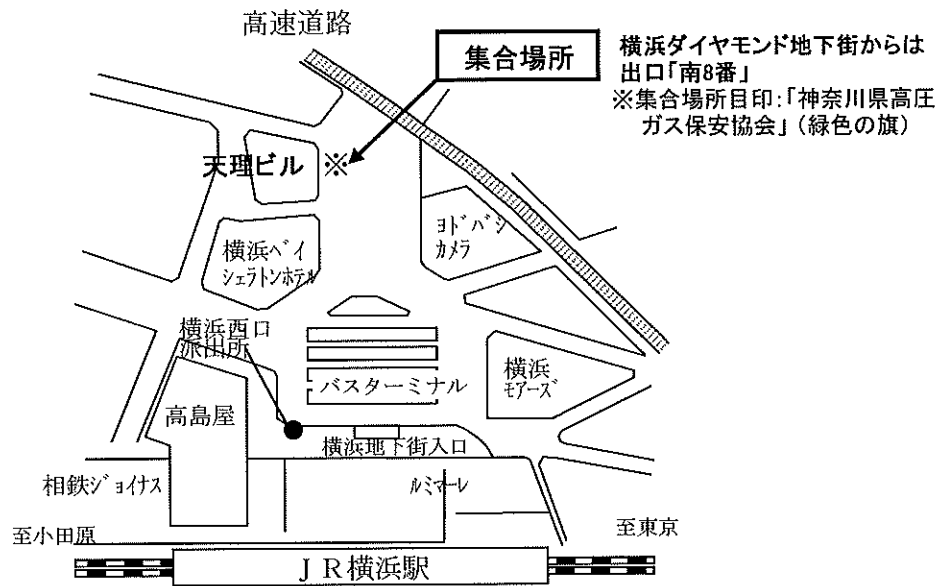 高速道路
集合場所
横浜ダイヤモンド地下街からは
出口「南8番」
※集合場所目印:「神奈川県高圧
ガス保安協会」(緑色の旗)
天理ビル ※
ヨドバシ
カメラ
横浜ベイ
シェラトンホテル
横浜西口
派出所
バスターミナル
横浜
モアーズ
高島屋
横浜地下街入口
相鉄ジョイナス
ルミマーレ
至小田原
至東京
JR横浜駅